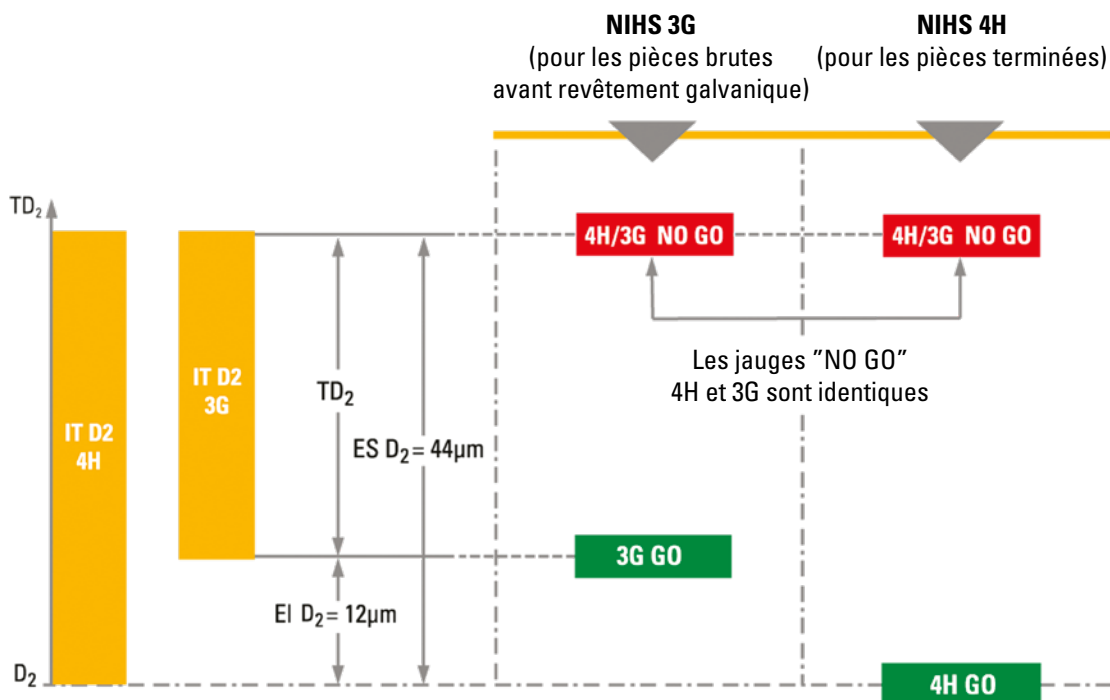 NIHS 3G
(pour les pièces brutes
avant revêtement galvanique)
NIHS 4H
(pour les pièces terminées)
TD₂
4H/3G NO GO
4H/3G NO GO
Les jauges ”NO GO”
4H et 3G sont identiques
IT D2
3G
IT D2
4H
TD₂
ES D₂ = 44µm
3G GO
EI D₂ = 12µm
D₂
4H GO